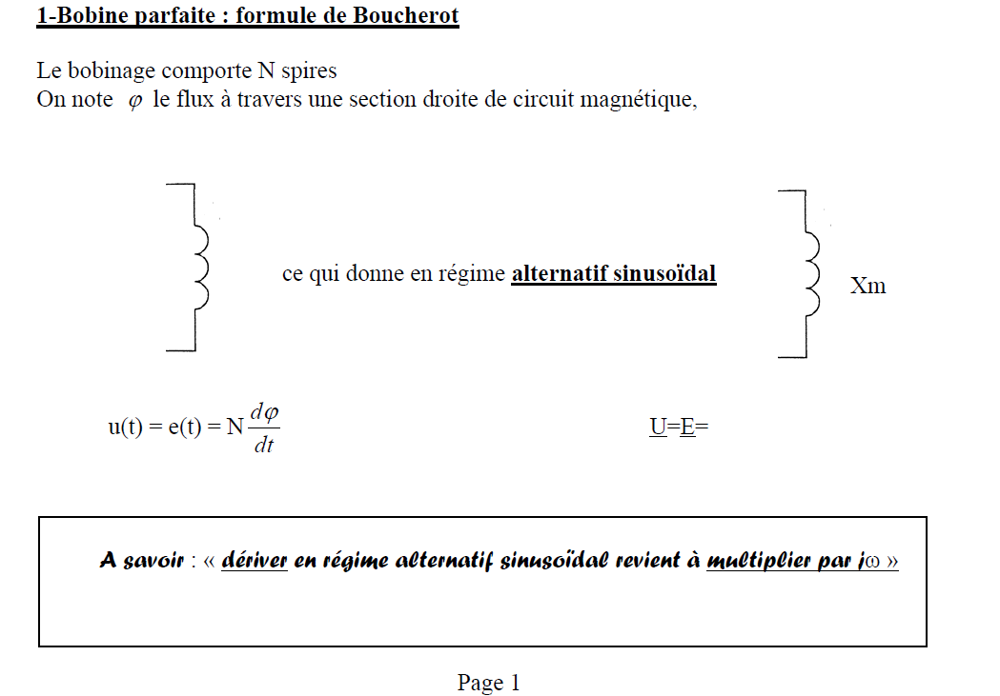 1-Bobine parfaite : formule de Boucherot
Le bobinage comporte N spires
On note φ le flux à travers une section droite de circuit magnétique,
ce qui donne en régime alternatif sinusoïdal
Xm
u(t) = e(t) = N dφ/dt
U=E=
A savoir : « dériver en régime alternatif sinusoïdal revient à multiplier par jω »
Page 1